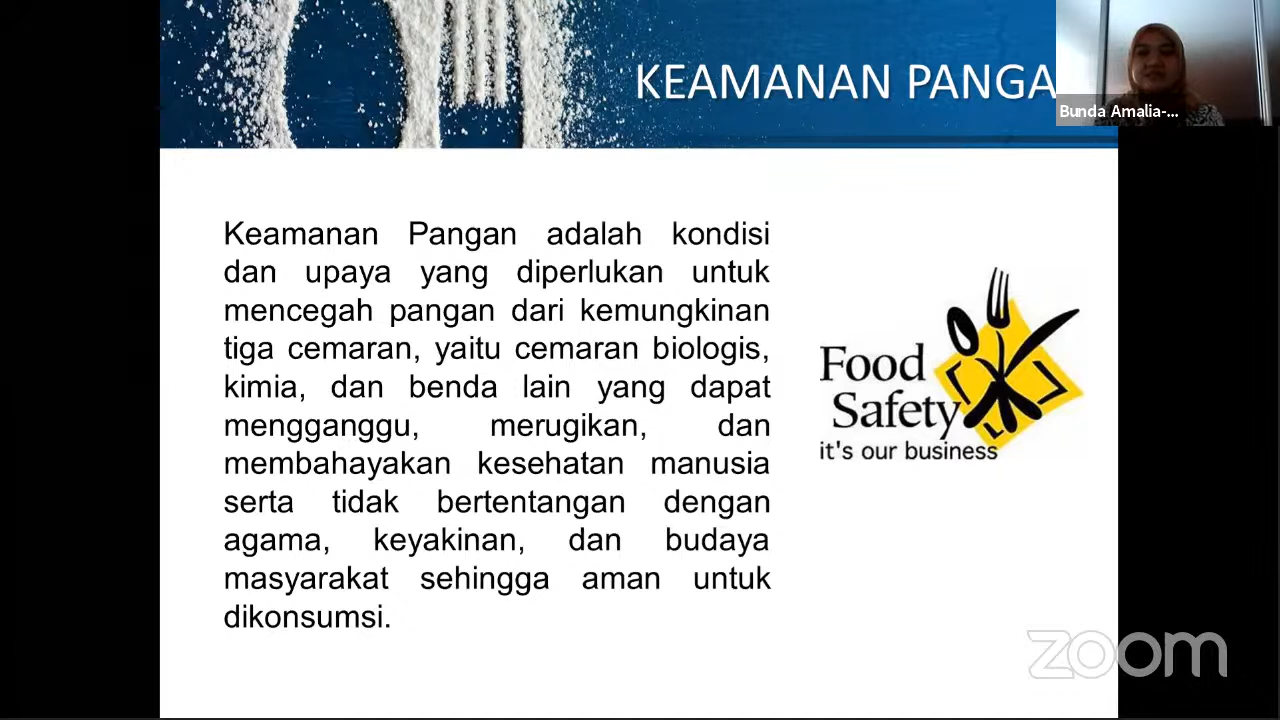 KEAMANAN PANGA
Bunda Amalia-...
Keamanan Pangan adalah kondisi
dan upaya yang diperlukan untuk
mencegah pangan dari kemungkinan
tiga cemaran, yaitu cemaran biologis,
kimia, dan benda lain yang dapat
mengganggu, merugikan, dan
membahayakan kesehatan manusia
serta tidak bertentangan dengan
agama, keyakinan, dan budaya
masyarakat sehingga aman untuk
dikonsumsi.
Food
Safety
it's our business
zoom